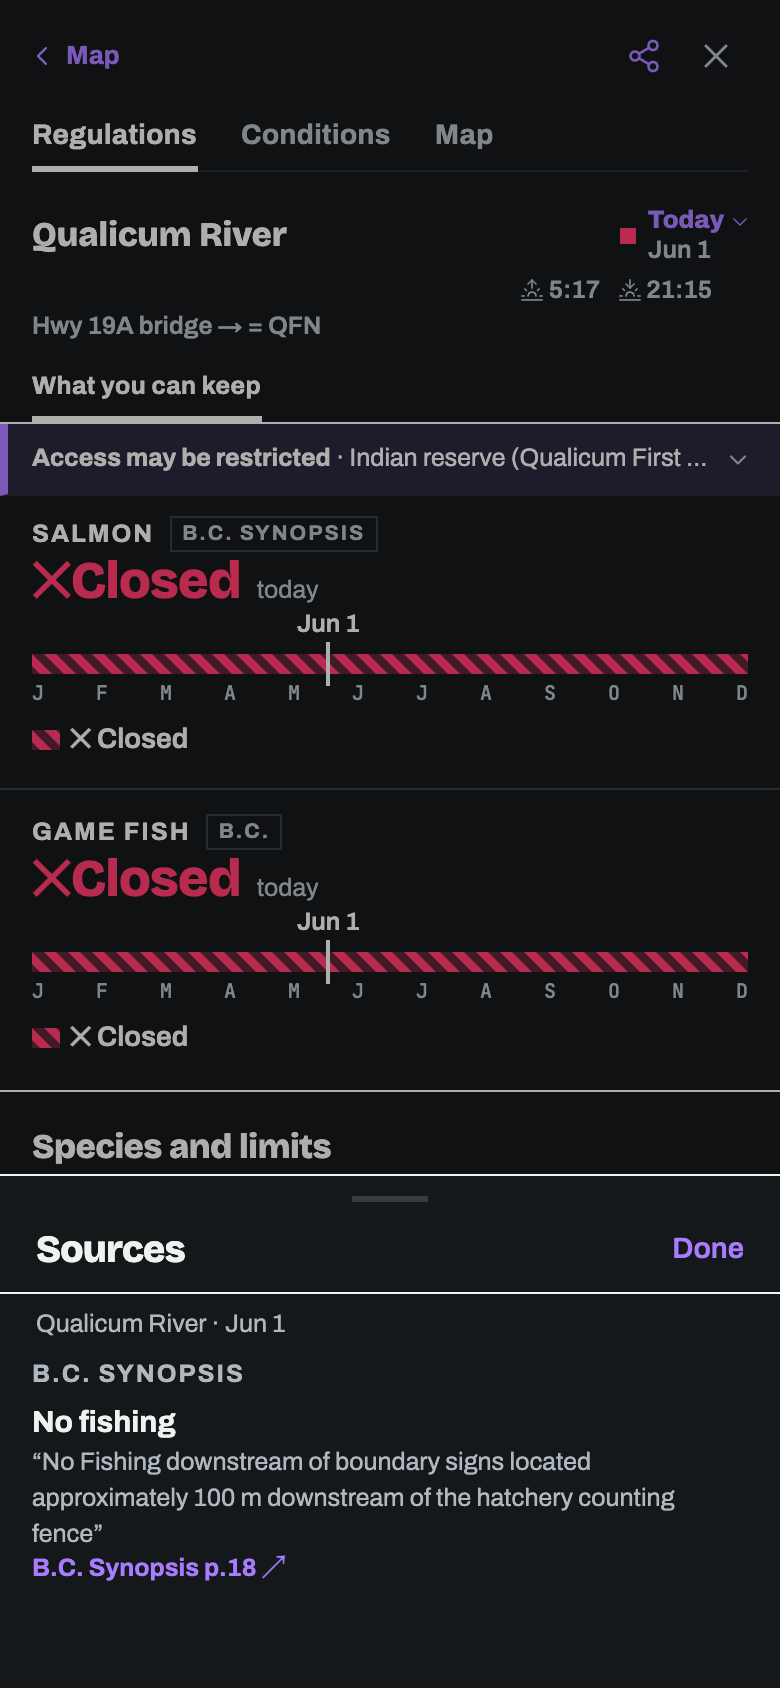 Map
Regulations Conditions Map
Qualicum River
Today
Jun 1
5:17 21:15
Hwy 19A bridge → = QFN
What you can keep
Access may be restricted · Indian reserve (Qualicum First ...
SALMON B.C. SYNOPSIS
Closed today
Jun 1
J F M A M J J A S O N D
Closed
GAME FISH B.C.
Closed today
Jun 1
J F M A M J J A S O N D
Closed
Species and limits
Sources Done
Qualicum River · Jun 1
B.C. SYNOPSIS
No fishing
“No Fishing downstream of boundary signs located
approximately 100 m downstream of the hatchery counting
fence”
B.C. Synopsis p.18